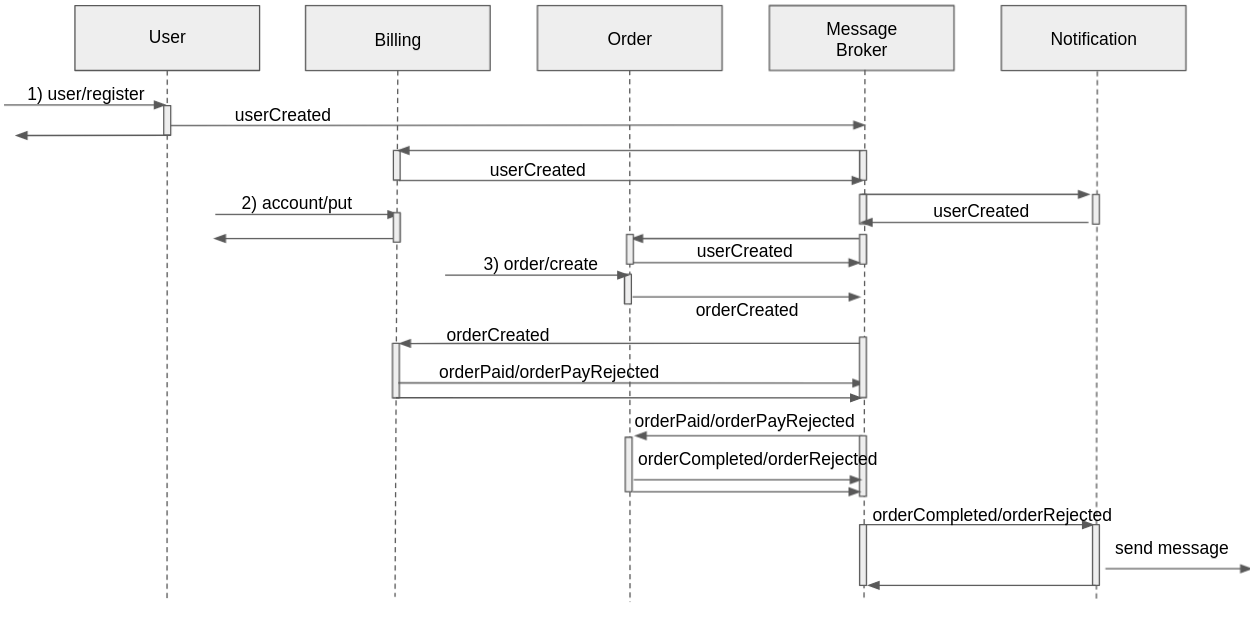 User
Billing
Order
Message
Broker
Notification
1) user/register
userCreated
userCreated
2) account/put
userCreated
userCreated
3) order/create
orderCreated
orderCreated
orderPaid/orderPayRejected
orderPaid/orderPayRejected
orderCompleted/orderRejected
orderCompleted/orderRejected
send message